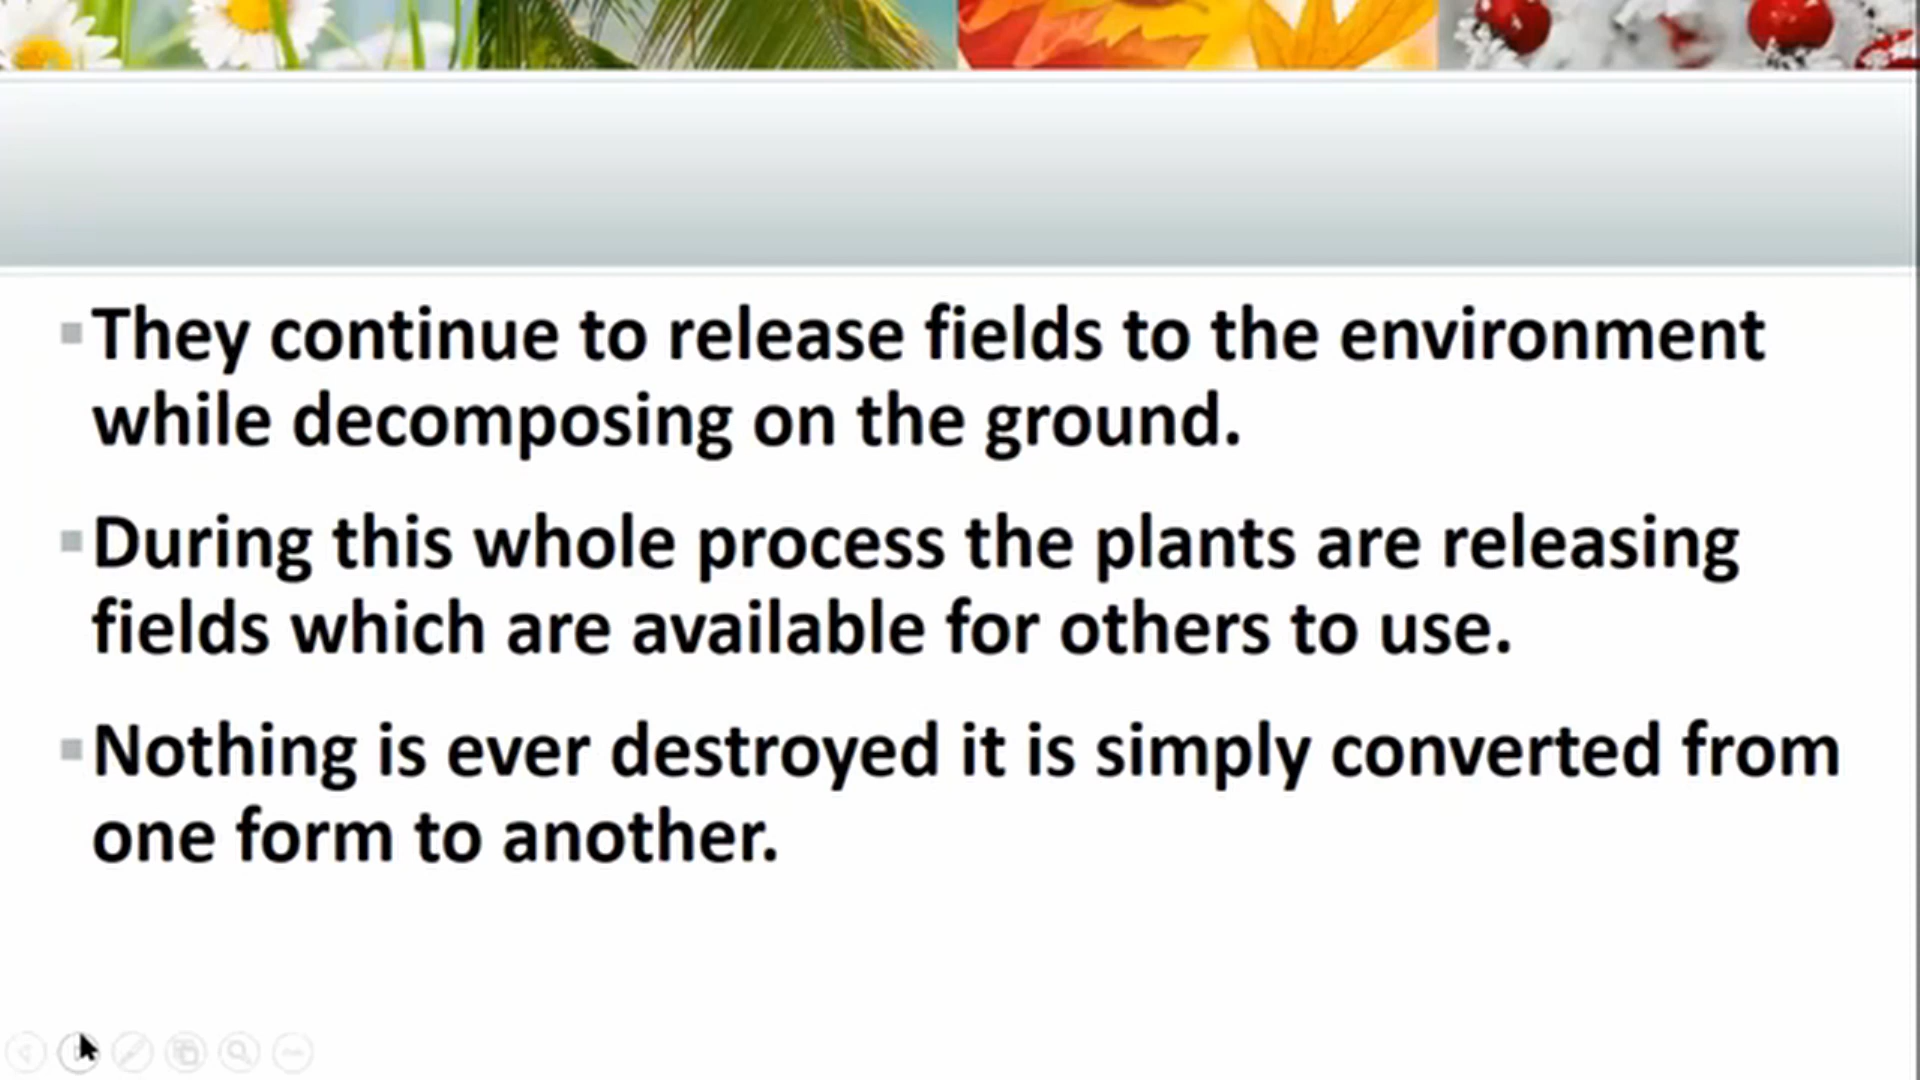 They continue to release fields to the environment
while decomposing on the ground.
During this whole process the plants are releasing
fields which are available for others to use.
Nothing is ever destroyed it is simply converted from
one form to another.